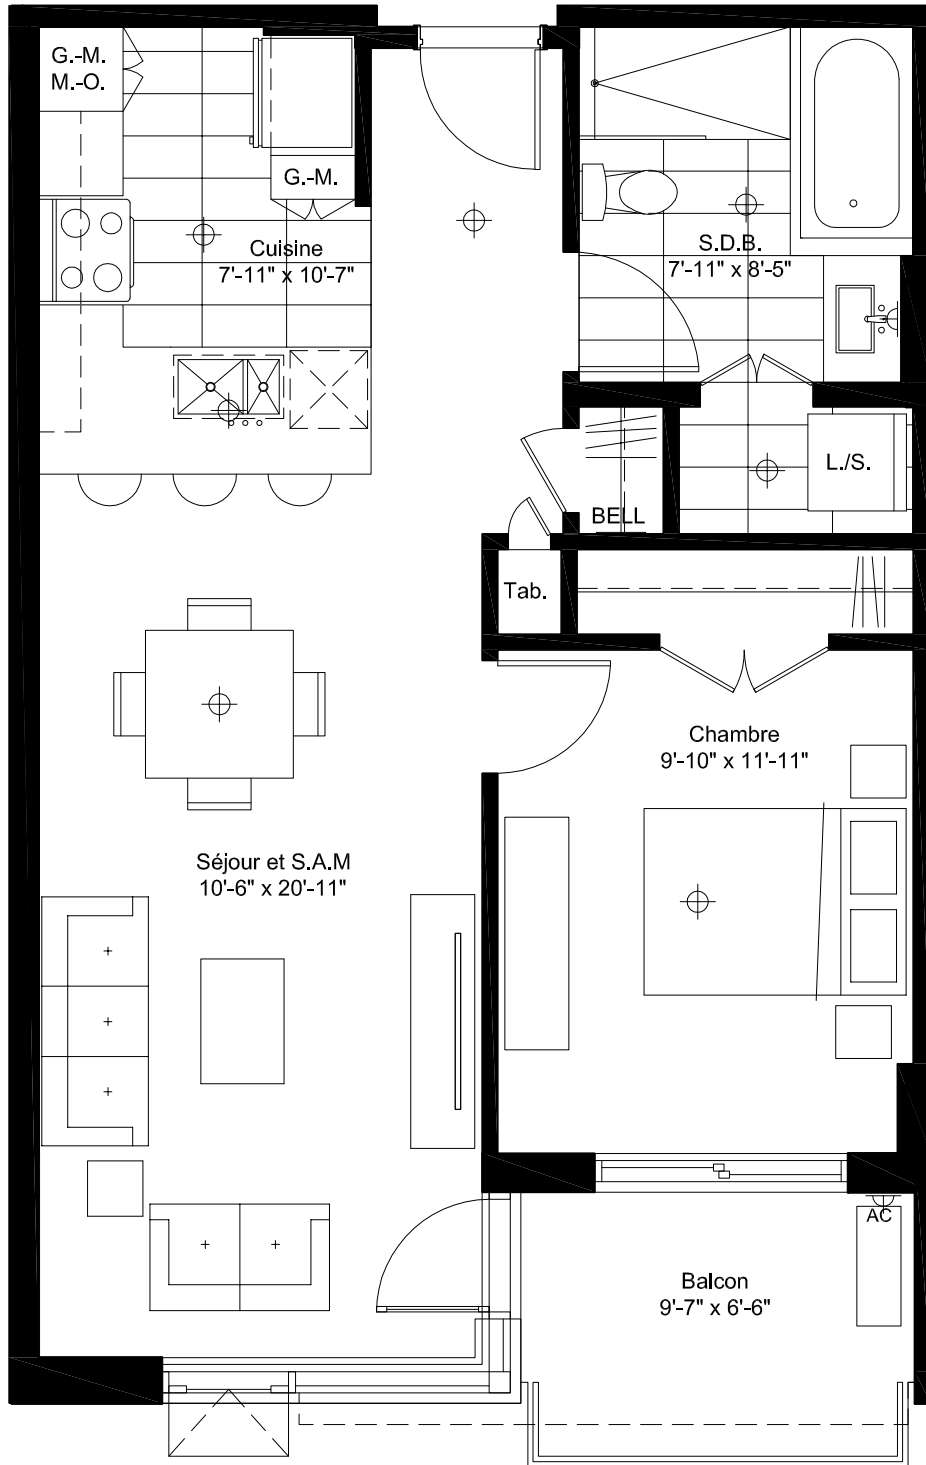 G.-M.
M.-O.
G.-M.
Cuisine
7'-11" x 10'-7"
S.D.B.
7'-11" x 8'-5"
L./S.
BELL
Tab.
Chambre
9'-10" x 11'-11"
Séjour et S.A.M
10'-6" x 20'-11"
AC
Balcon
9'-7" x 6'-6"